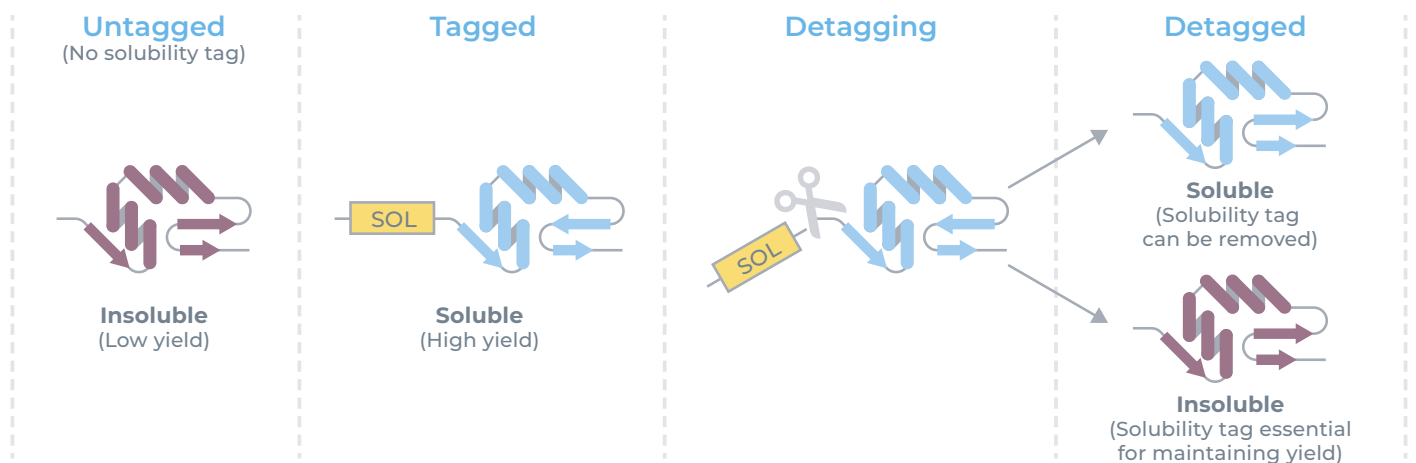 Untagged
(No solubility tag)
Insoluble
(Low yield)
Tagged
SOL
Soluble
(High yield)
Detagging
SOL
Detagged
Soluble
(Solubility tag
can be removed)
Insoluble
(Solubility tag essential
for maintaining yield)